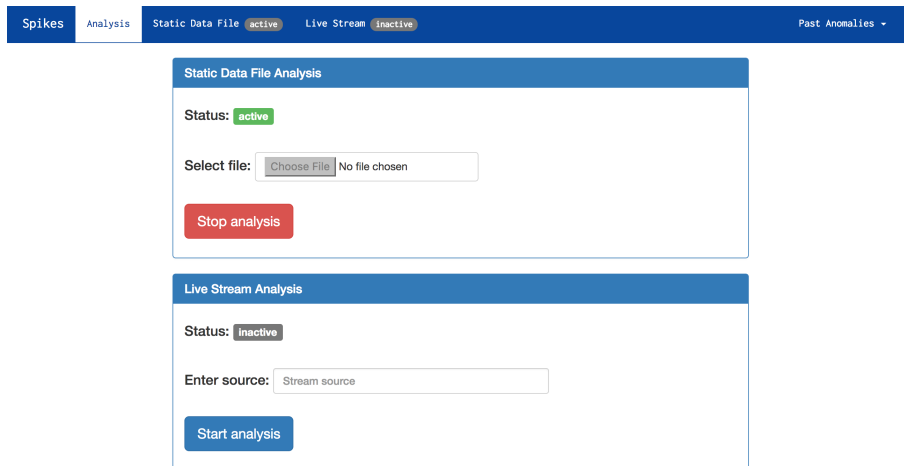 Spikes Analysis Static Data File active Live Stream inactive Past Anomalies
Static Data File Analysis
Status: active
Select file: Choose File No file chosen
Stop analysis
Live Stream Analysis
Status: inactive
Enter source: Stream source
Start analysis